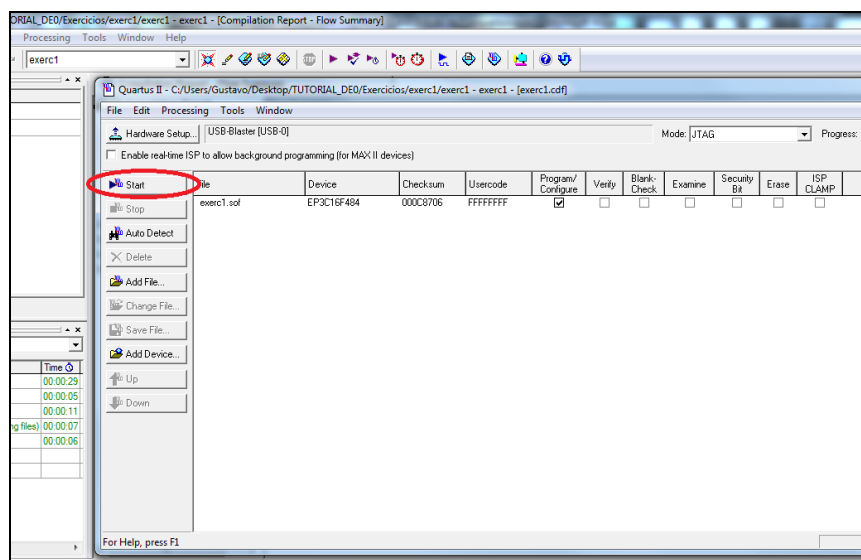 ORIAL_DE0/Exercicios/exerc1/exerc1 - exerc1 - [Compilation Report - Flow Summary]
Processing Tools Window Help
exerc1
Quartus II - C:/Users/Gustavo/Desktop/TUTORIAL_DE0/Exercicios/exerc1/exerc1 - exerc1 - [exerc1.cdf]
File Edit Processing Tools Window
Hardware Setup... USB-Blaster [USB-0] Mode: JTAG Progress:
Enable real-time ISP to allow background programming (for MAX II devices)
Start
File Device Checksum Usercode Program/Configure Verify Blank-Check Examine Security Bit Erase ISP CLAMP
exerc1.sof EP3C16F484 000C8706 FFFFFFFF
Stop
Auto Detect
Delete
Add File...
Change File...
Save File...
Add Device...
Up
Down
Time
00:00:29
00:00:05
00:00:11
ng files) 00:00:07
00:00:06
For Help, press F1